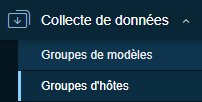 Collecte de données
Groupes de modèles
Groupes d'hôtes